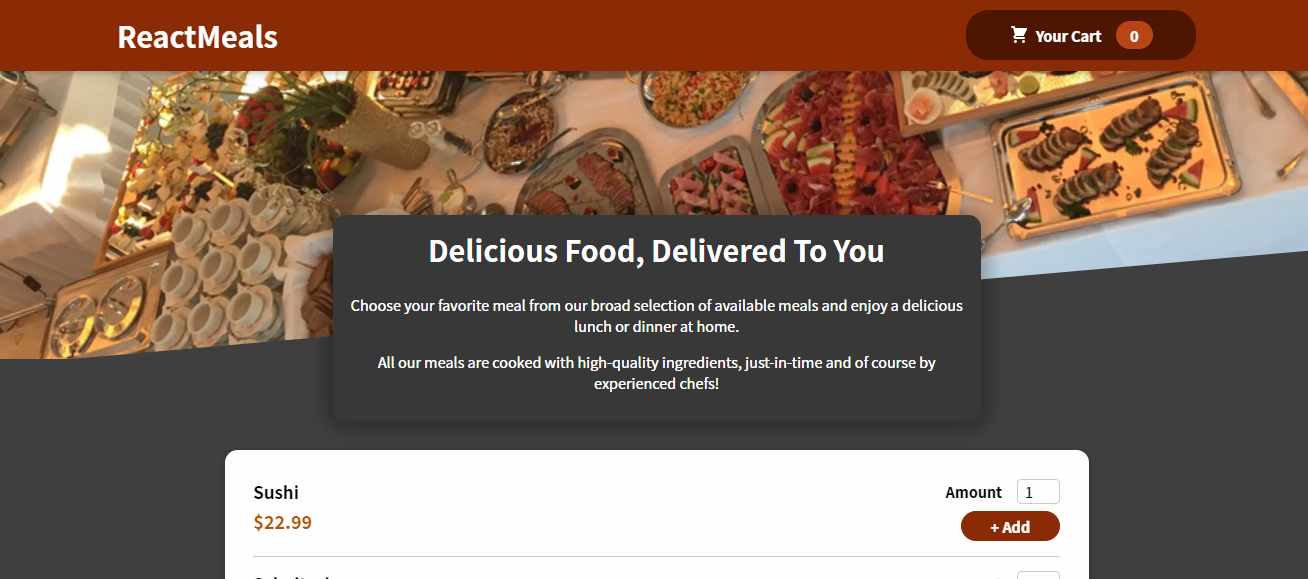 ReactMeals
Your Cart 0
Delicious Food, Delivered To You
Choose your favorite meal from our broad selection of available meals and enjoy a delicious
lunch or dinner at home.
All our meals are cooked with high-quality ingredients, just-in-time and of course by
experienced chefs!
Sushi
Amount 1
$22.99
+ Add